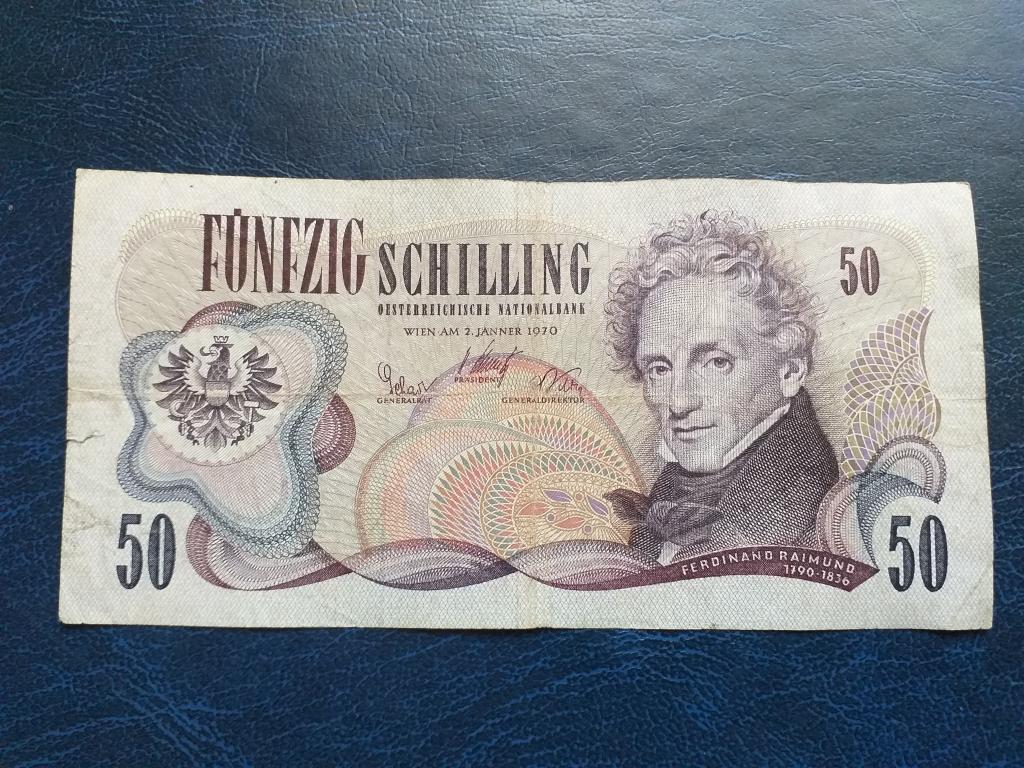 FÜNFZIG SCHILLING
50
OESTERREICHISCHE NATIONALBANK
WIEN AM 2. JÄNNER 1970
PRÄSIDENT
GENERALRAT
GENERALDIREKTOR
50
50
FERDINAND RAIMUND
1790-1836